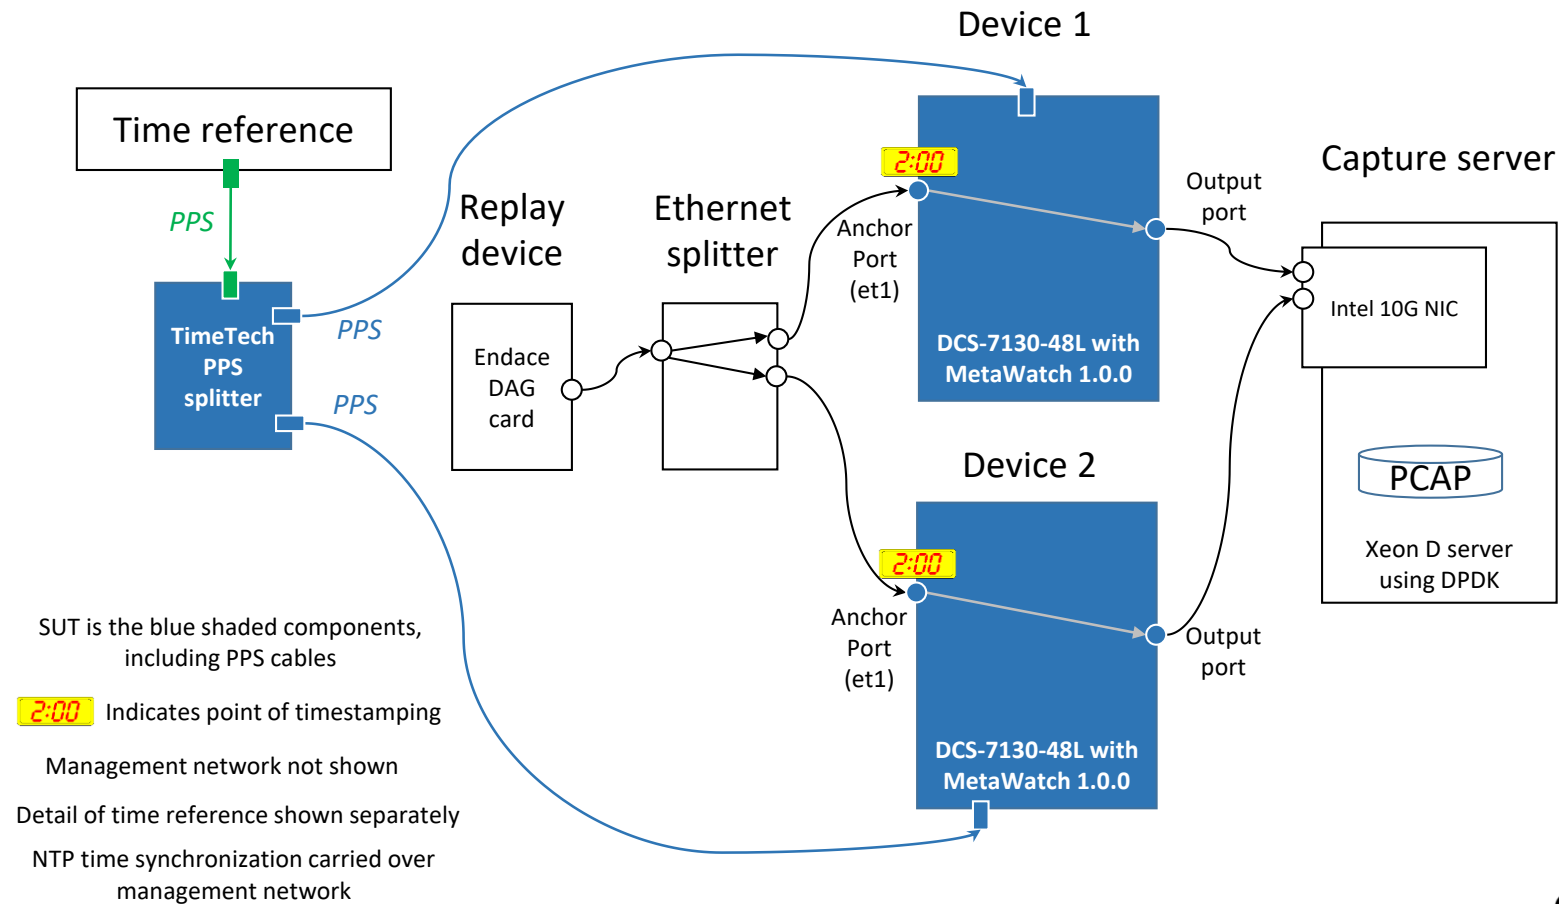 Device 1
Time reference
PPS
TimeTech
PPS
splitter
PPS
PPS
Replay
device
Endace
DAG
card
Ethernet
splitter
2:00
Anchor
Port
(et1)
DCS-7130-48L with
MetaWatch 1.0.0
Output
port
Capture server
Intel 10G NIC
PCAP
Xeon D server
using DPDK
Device 2
2:00
Anchor
Port
(et1)
DCS-7130-48L with
MetaWatch 1.0.0
Output
port
SUT is the blue shaded components,
including PPS cables
2:00 Indicates point of timestamping
Management network not shown
Detail of time reference shown separately
NTP time synchronization carried over
management network